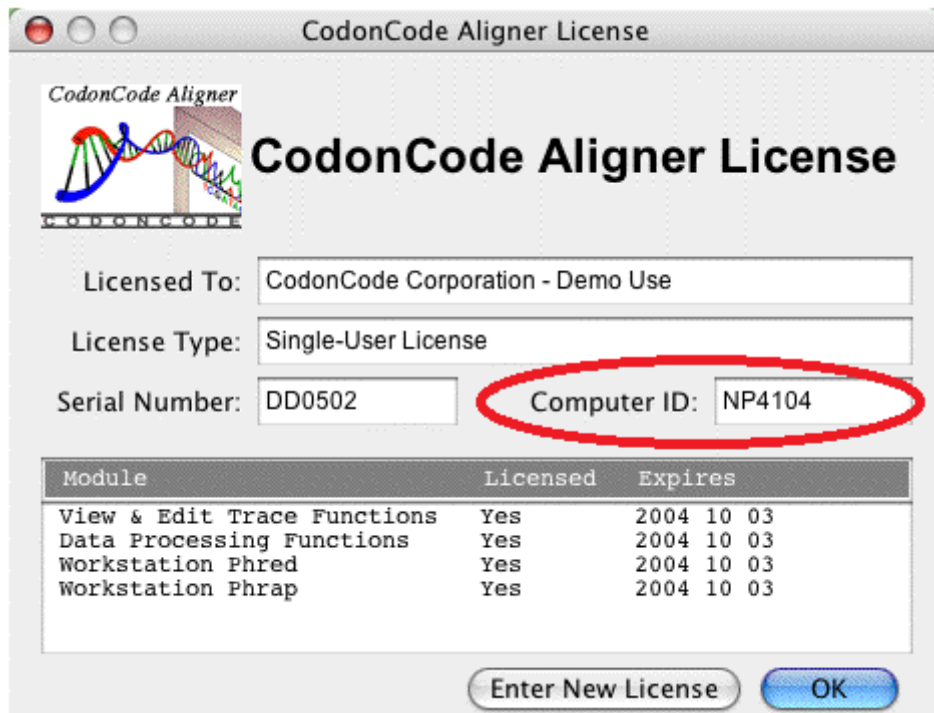 CodonCode Aligner License
CodonCode Aligner
CODONCODE
CodonCode Aligner License
Licensed To: CodonCode Corporation - Demo Use
License Type: Single-User License
Serial Number: DD0502 Computer ID: NP4104
Module Licensed Expires
View & Edit Trace Functions Yes 2004 10 03
Data Processing Functions Yes 2004 10 03
Workstation Phred Yes 2004 10 03
Workstation Phrap Yes 2004 10 03
Enter New License OK